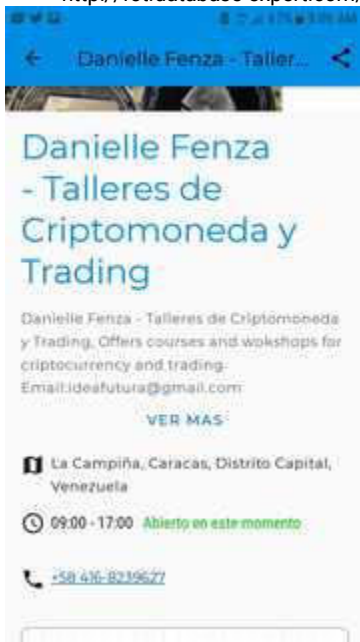 Danielle Fenza - Taller...
Danielle Fenza
- Talleres de
Criptomoneda y
Trading
Danielle Fenza - Talleres de Criptomoneda
y Trading, Offers courses and wokshops for
criptocurrency and trading.
Email:ideafutura@gmail.com
VER MAS
La Campiña, Caracas, Distrito Capital,
Venezuela
09:00 - 17:00 Abierto en este momento
+58 416-8239627